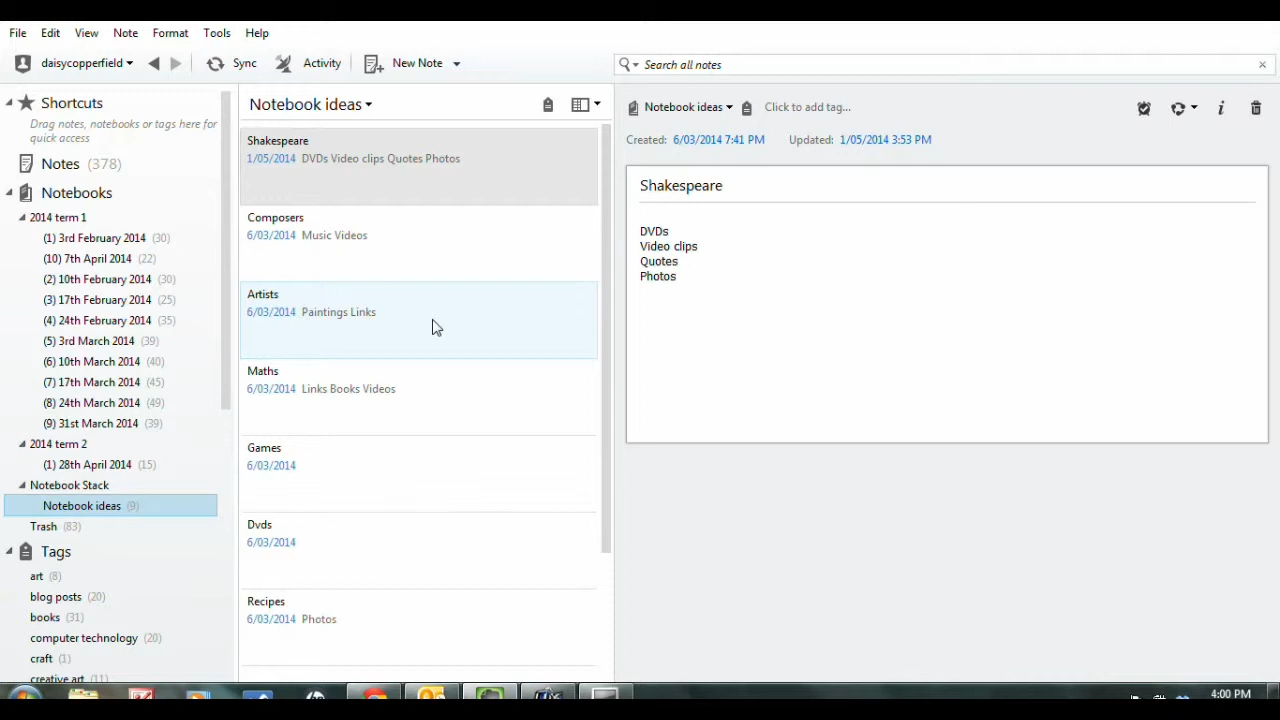 File Edit View Note Format Tools Help
daisycopperfield Sync Activity New Note Search all notes
Shortcuts
Drag notes, notebooks or tags here for
quick access
Notes (378)
Notebooks
2014 term 1
(1) 3rd February 2014 (30)
(10) 7th April 2014 (22)
(2) 10th February 2014 (30)
(3) 17th February 2014 (25)
(4) 24th February 2014 (35)
(5) 3rd March 2014 (39)
(6) 10th March 2014 (40)
(7) 17th March 2014 (45)
(8) 24th March 2014 (49)
(9) 31st March 2014 (39)
2014 term 2
(1) 28th April 2014 (15)
Notebook Stack
Notebook ideas (9)
Trash (83)
Tags
art (8)
blog posts (20)
books (31)
computer technology (20)
craft (1)
creative art (11)
Notebook ideas
Shakespeare
1/05/2014 DVDs Video clips Quotes Photos
Composers
6/03/2014 Music Videos
Artists
6/03/2014 Paintings Links
Maths
6/03/2014 Links Books Videos
Games
6/03/2014
Dvds
6/03/2014
Recipes
6/03/2014 Photos
Notebook ideas Click to add tag...
Created: 6/03/2014 7:41 PM Updated: 1/05/2014 3:53 PM
Shakespeare
DVDs
Video clips
Quotes
Photos
4:00 PM